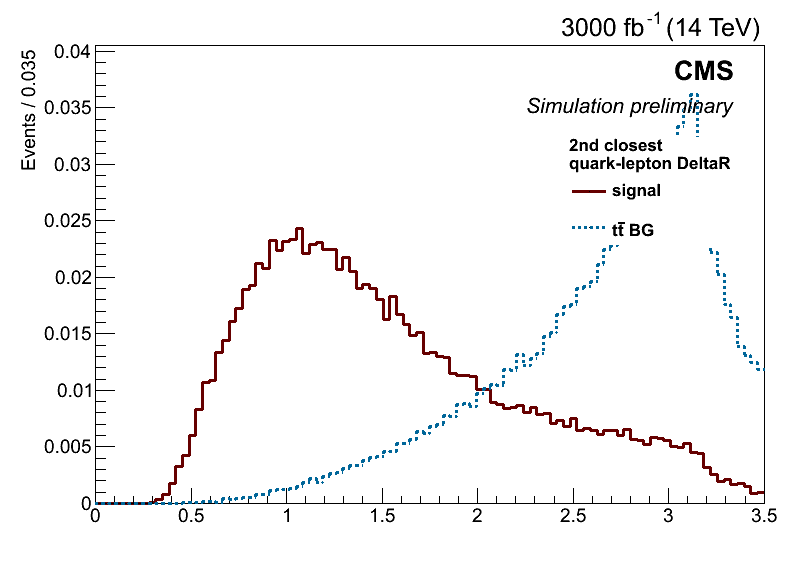 3000 fb⁻¹ (14 TeV)
CMS
Simulation preliminary
2nd closest
quark-lepton DeltaR
signal
tt̄ BG
Events / 0.035
0.04
0.035
0.03
0.025
0.02
0.015
0.01
0.005
0
0 0.5 1 1.5 2 2.5 3 3.5